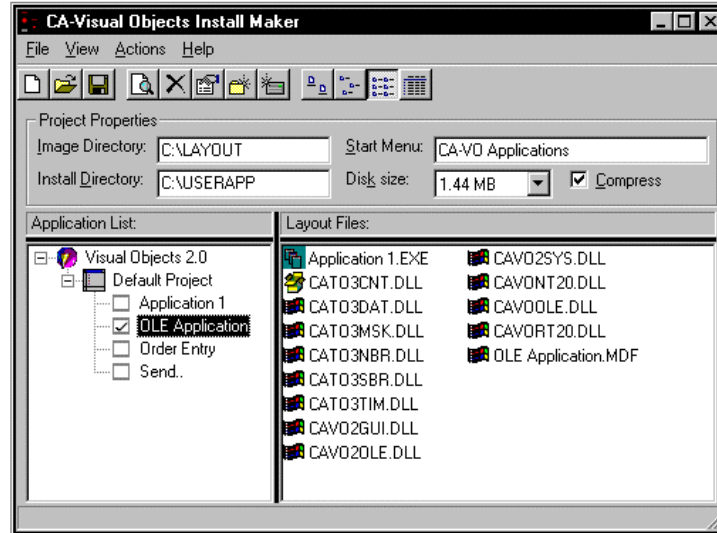 CA-Visual Objects Install Maker
File View Actions Help
Project Properties
Image Directory: C:\LAYOUT Start Menu: CA-VO Applications
Install Directory: C:\USERAPP Disk size: 1.44 MB Compress
Application List: Layout Files:
Visual Objects 2.0
Default Project
Application 1
OLE Application
Order Entry
Send..
Application 1.EXE
CATO3CNT.DLL
CATO3DAT.DLL
CATO3MSK.DLL
CATO3NBR.DLL
CATO3SBR.DLL
CATO3TIM.DLL
CAVO2GUI.DLL
CAVO2OLE.DLL
CAVO2SYS.DLL
CAVONT20.DLL
CAVOOLE.DLL
CAVORT20.DLL
OLE Application.MDF